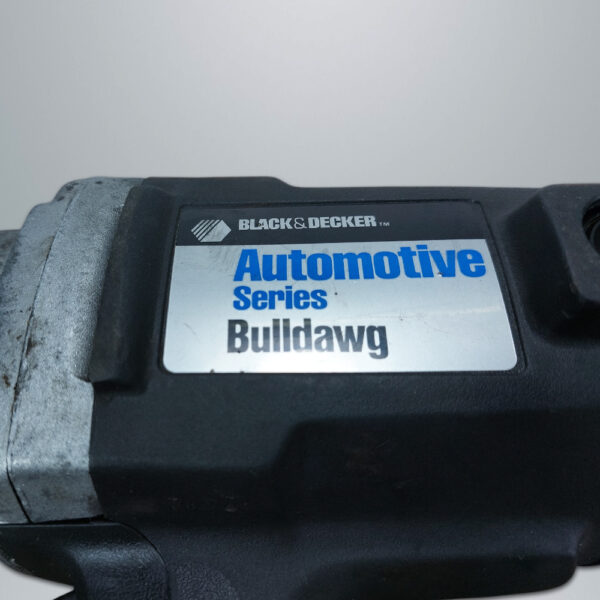 BLACK&DECKER™
Automotive
Series
Bulldawg